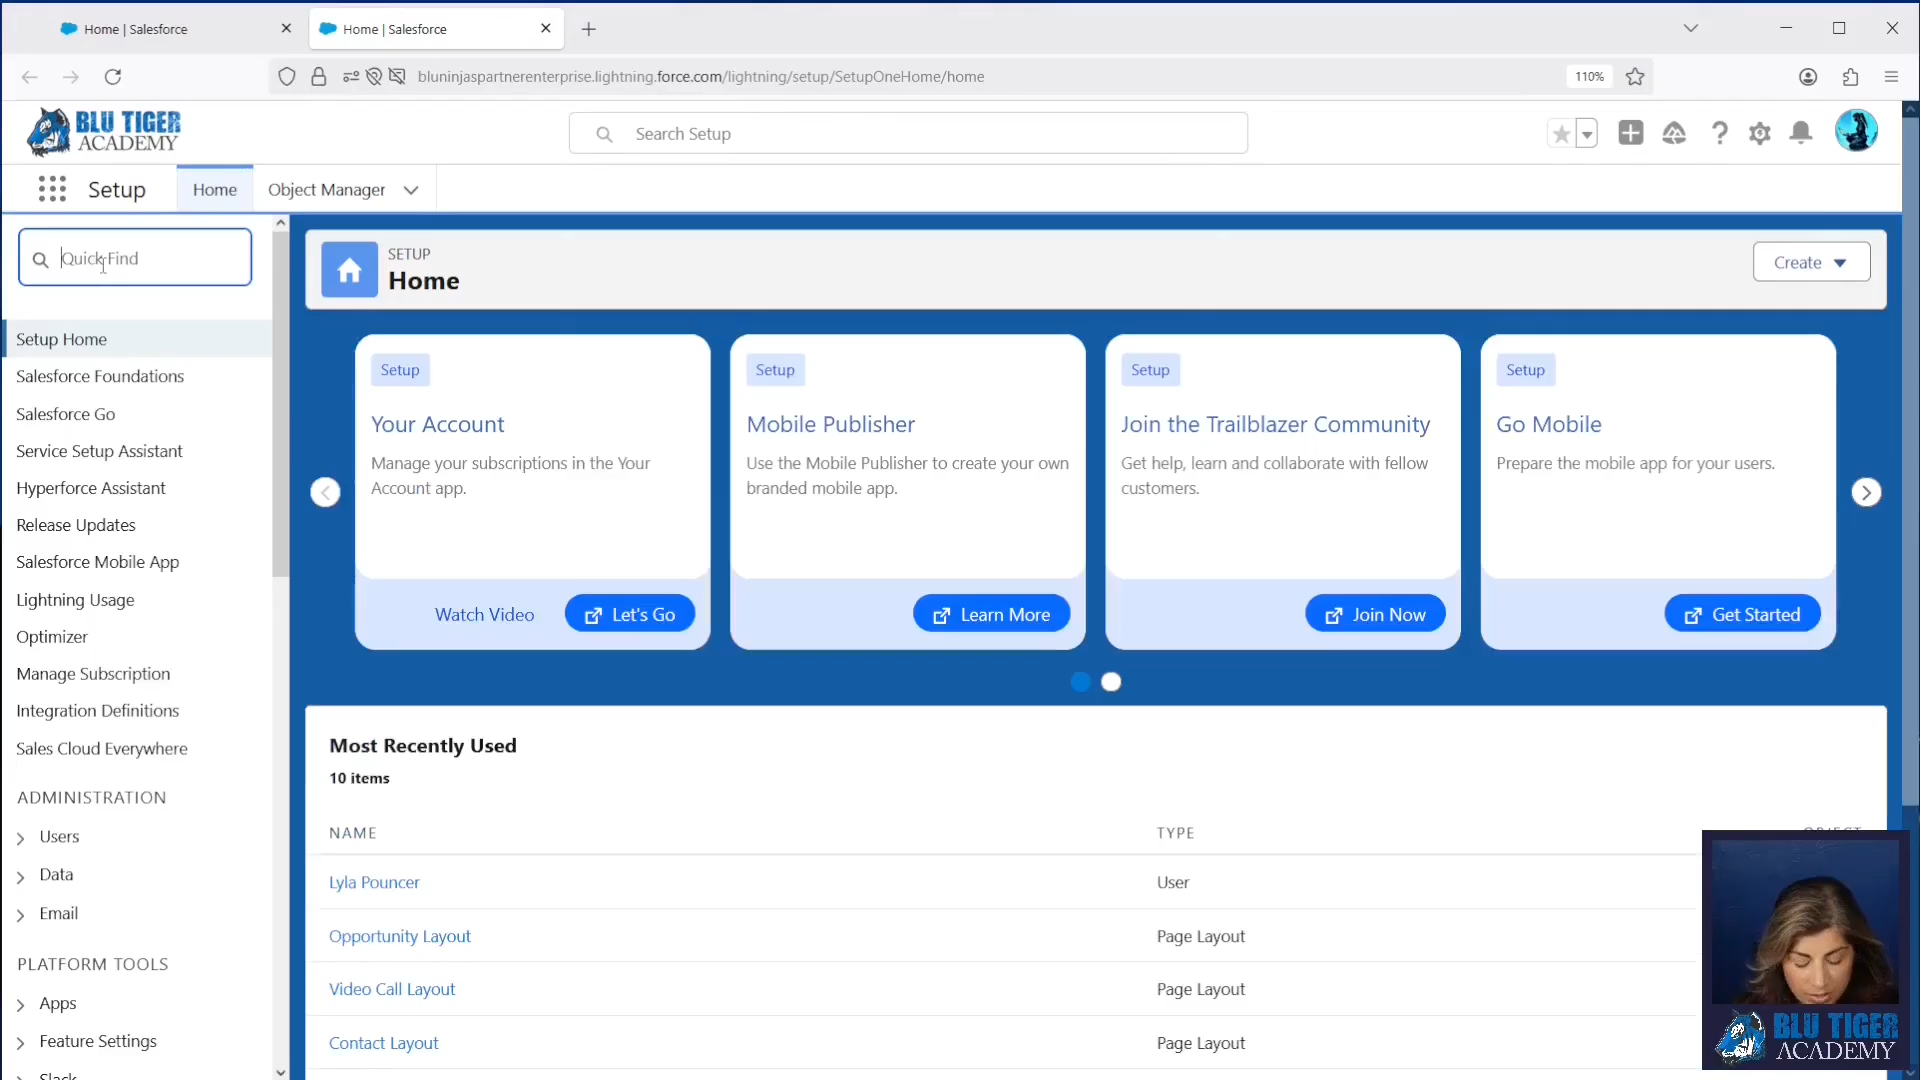 Home | Salesforce
Home | Salesforce
bluninjaspartnerenterprise.lightning.force.com/lightning/setup/SetupOneHome/home
110%
BLU TIGER
ACADEMY
Search Setup
Setup
Home
Object Manager
Quick Find
SETUP
Home
Create
Setup Home
Salesforce Foundations
Salesforce Go
Service Setup Assistant
Hyperforce Assistant
Release Updates
Salesforce Mobile App
Lightning Usage
Optimizer
Manage Subscription
Integration Definitions
Sales Cloud Everywhere
ADMINISTRATION
Users
Data
Email
PLATFORM TOOLS
Apps
Feature Settings
Slack
Setup
Your Account
Manage your subscriptions in the Your
Account app.
Watch Video
Let's Go
Setup
Mobile Publisher
Use the Mobile Publisher to create your own
branded mobile app.
Learn More
Setup
Join the Trailblazer Community
Get help, learn and collaborate with fellow
customers.
Join Now
Setup
Go Mobile
Prepare the mobile app for your users.
Get Started
Most Recently Used
10 items
NAME TYPE OBJECT
Lyla Pouncer User
Opportunity Layout Page Layout
Video Call Layout Page Layout
Contact Layout Page Layout
BLU TIGER
ACADEMY